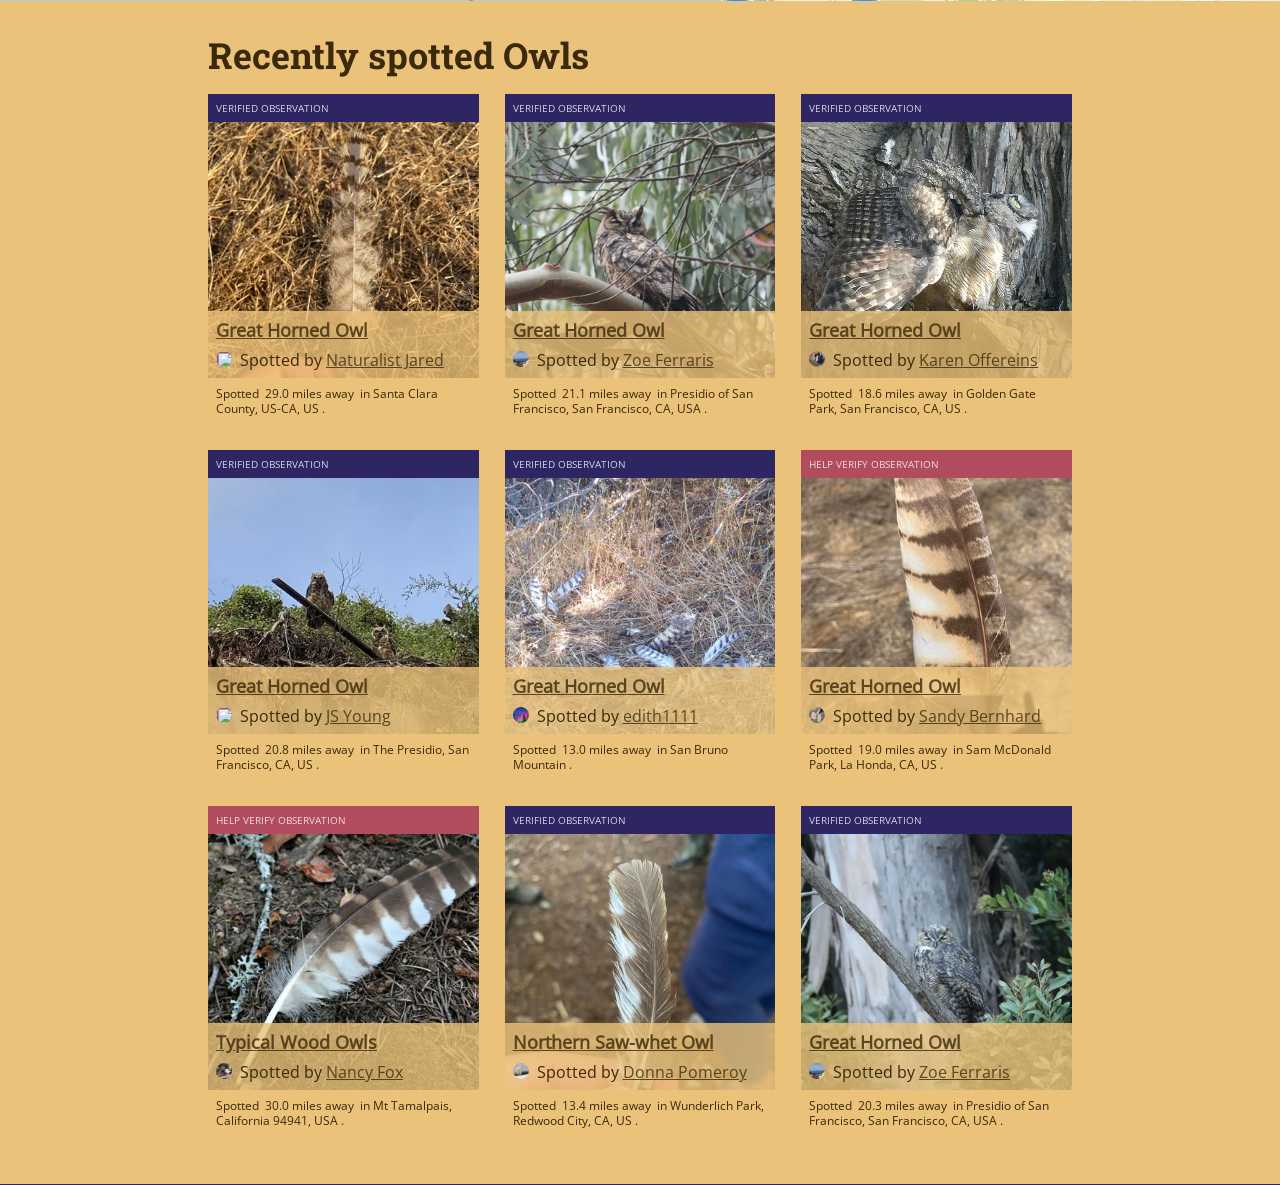 Recently spotted Owls
VERIFIED OBSERVATION
Great Horned Owl
Spotted by Naturalist Jared
Spotted 29.0 miles away in Santa Clara
County, US-CA, US .
VERIFIED OBSERVATION
Great Horned Owl
Spotted by Zoe Ferraris
Spotted 21.1 miles away in Presidio of San
Francisco, San Francisco, CA, USA .
VERIFIED OBSERVATION
Great Horned Owl
Spotted by Karen Offereins
Spotted 18.6 miles away in Golden Gate
Park, San Francisco, CA, US .
VERIFIED OBSERVATION
Great Horned Owl
Spotted by JS Young
Spotted 20.8 miles away in The Presidio, San
Francisco, CA, US .
VERIFIED OBSERVATION
Great Horned Owl
Spotted by edith1111
Spotted 13.0 miles away in San Bruno
Mountain .
HELP VERIFY OBSERVATION
Great Horned Owl
Spotted by Sandy Bernhard
Spotted 19.0 miles away in Sam McDonald
Park, La Honda, CA, US .
HELP VERIFY OBSERVATION
Typical Wood Owls
Spotted by Nancy Fox
Spotted 30.0 miles away in Mt Tamalpais,
California 94941, USA .
VERIFIED OBSERVATION
Northern Saw-whet Owl
Spotted by Donna Pomeroy
Spotted 13.4 miles away in Wunderlich Park,
Redwood City, CA, US .
VERIFIED OBSERVATION
Great Horned Owl
Spotted by Zoe Ferraris
Spotted 20.3 miles away in Presidio of San
Francisco, San Francisco, CA, USA .